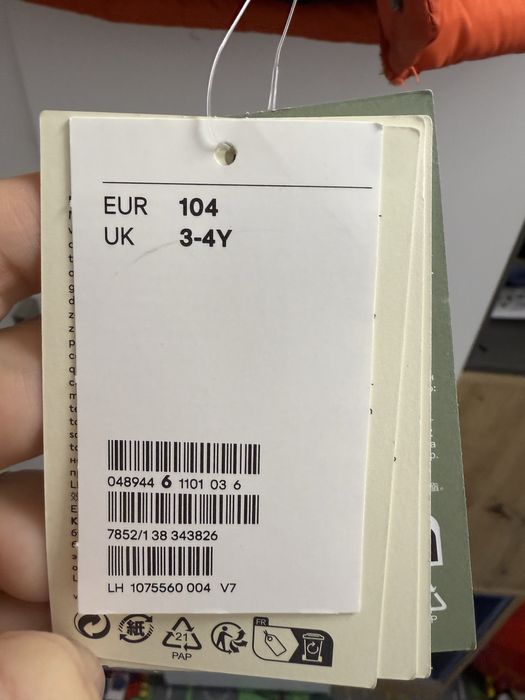 EUR 104
UK 3-4Y
048944 6 1101 03 6
7852/1 38 343826
LH 1075560 004 V7
紙
21
PAP
FR